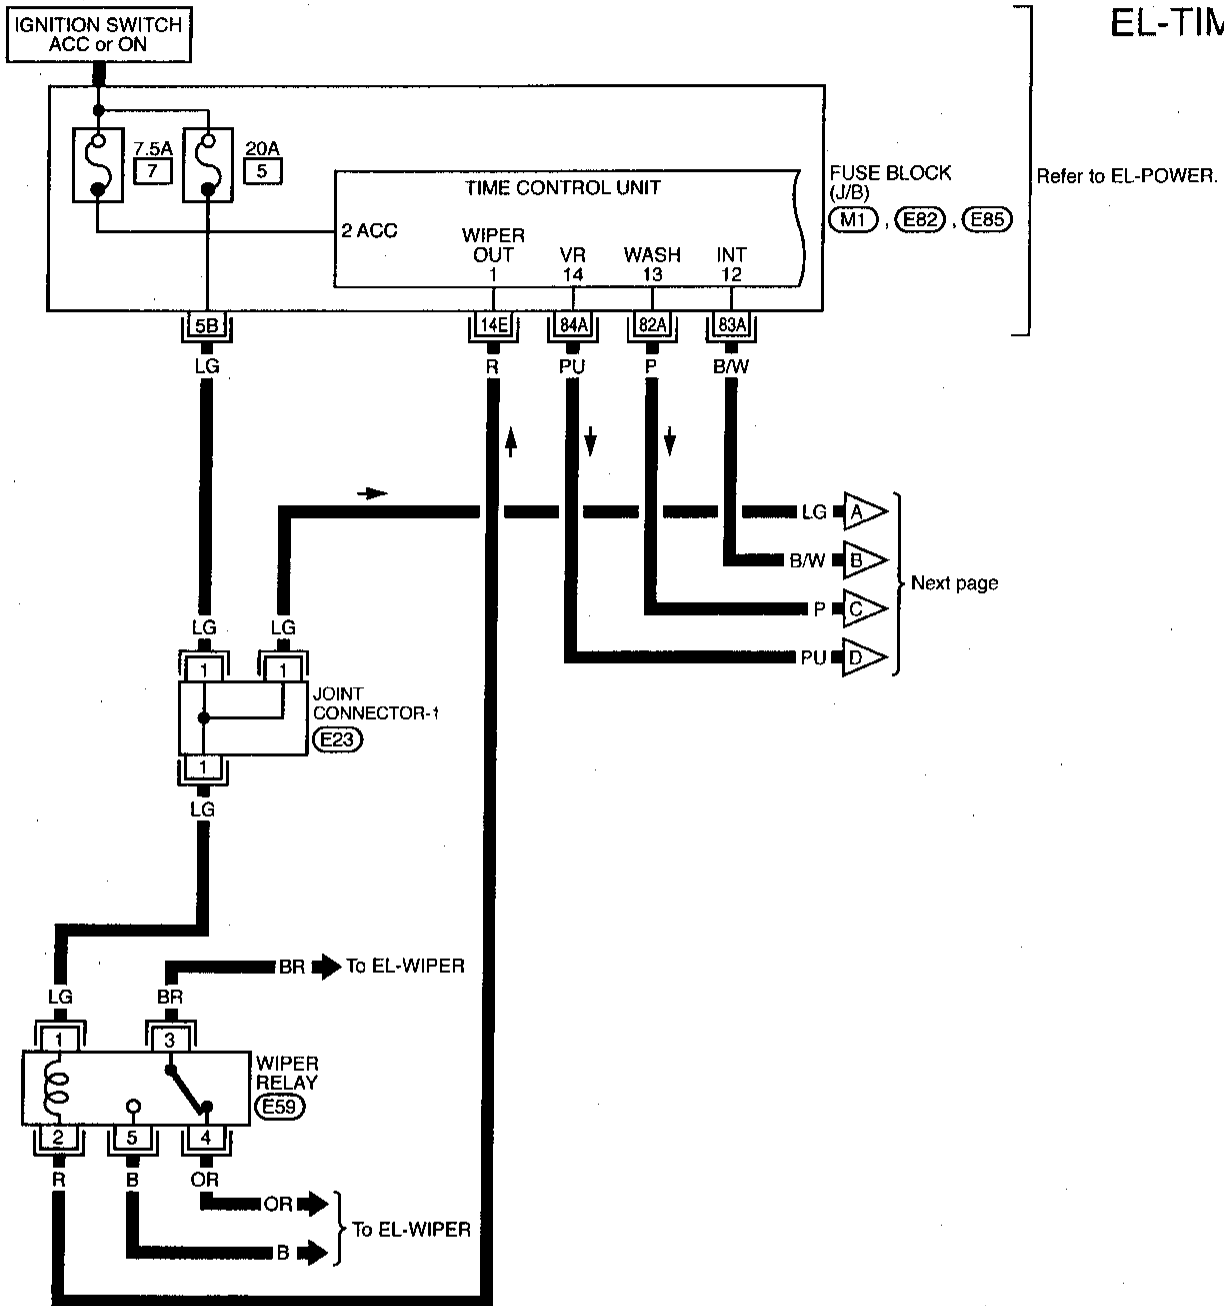 IGNITION SWITCH
ACC or ON
EL-TIM
7.5A
7
20A
5
TIME CONTROL UNIT
2 ACC
WIPER
OUT
1
VR
14
WASH
13
INT
12
FUSE BLOCK
(J/B)
M1 , E82 , E85
Refer to EL-POWER.
5B
14E
84A
82A
83A
LG
R
PU
P
B/W
LG
A
B/W
B
P
C
PU
D
Next page
LG
LG
1
1
JOINT
CONNECTOR-1
E23
1
LG
BR
To EL-WIPER
LG
BR
1
3
WIPER
RELAY
E59
2
5
4
R
B
OR
OR
B
To EL-WIPER